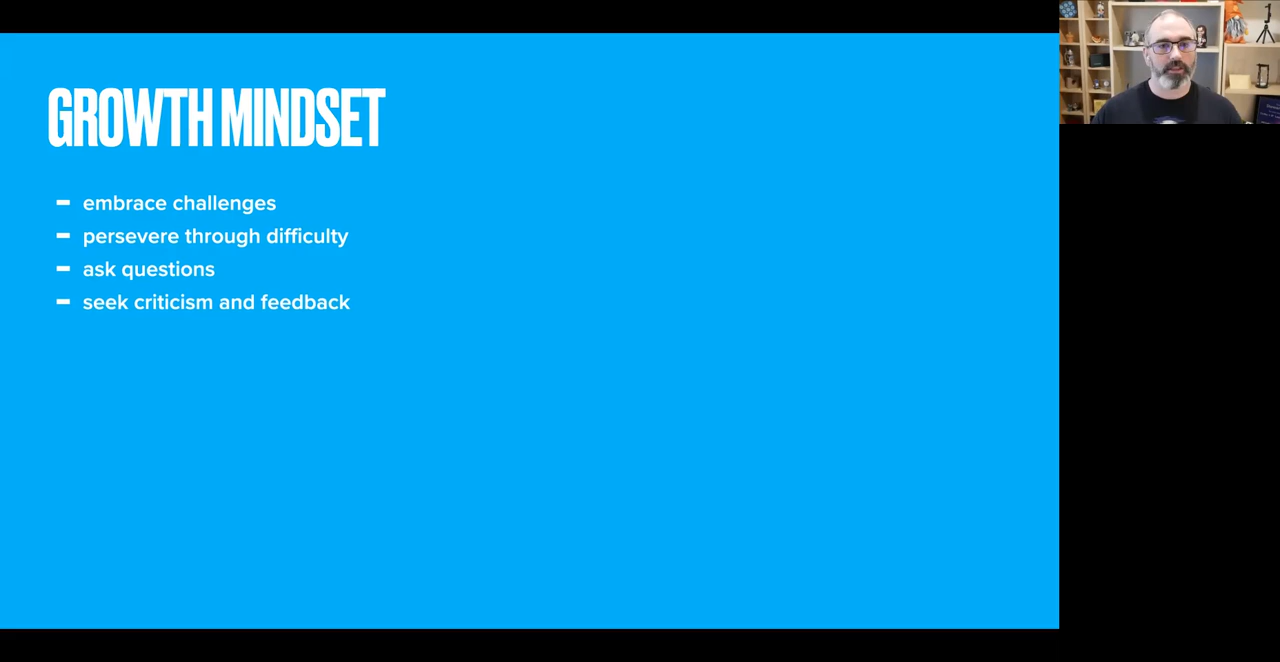 GROWTH MINDSET
- embrace challenges
- persevere through difficulty
- ask questions
- seek criticism and feedback